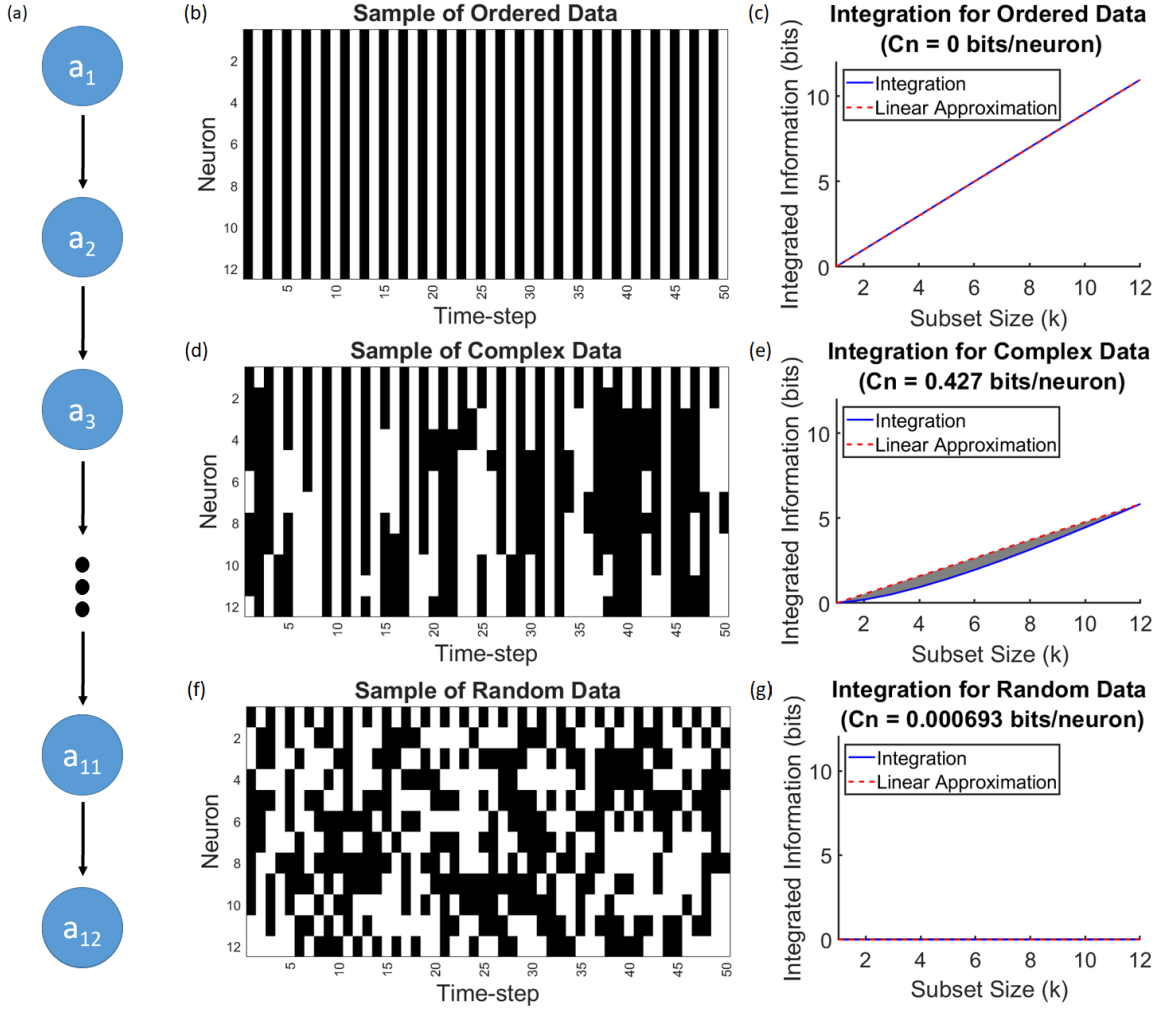 (a)
a1
a2
a3
a11
a12
(b)
Sample of Ordered Data
Neuron
2
4
6
8
10
12
5
10
15
20
25
30
35
40
45
50
Time-step
(c)
Integration for Ordered Data
(Cn = 0 bits/neuron)
Integrated Information (bits)
10
5
0
Integration
Linear Approximation
2
4
6
8
10
12
Subset Size (k)
(d)
Sample of Complex Data
Neuron
2
4
6
8
10
12
5
10
15
20
25
30
35
40
45
50
Time-step
(e)
Integration for Complex Data
(Cn = 0.427 bits/neuron)
Integrated Information (bits)
10
5
0
Integration
Linear Approximation
2
4
6
8
10
12
Subset Size (k)
(f)
Sample of Random Data
Neuron
2
4
6
8
10
12
5
10
15
20
25
30
35
40
45
50
Time-step
(g)
Integration for Random Data
(Cn = 0.000693 bits/neuron)
Integrated Information (bits)
10
5
0
Integration
Linear Approximation
2
4
6
8
10
12
Subset Size (k)